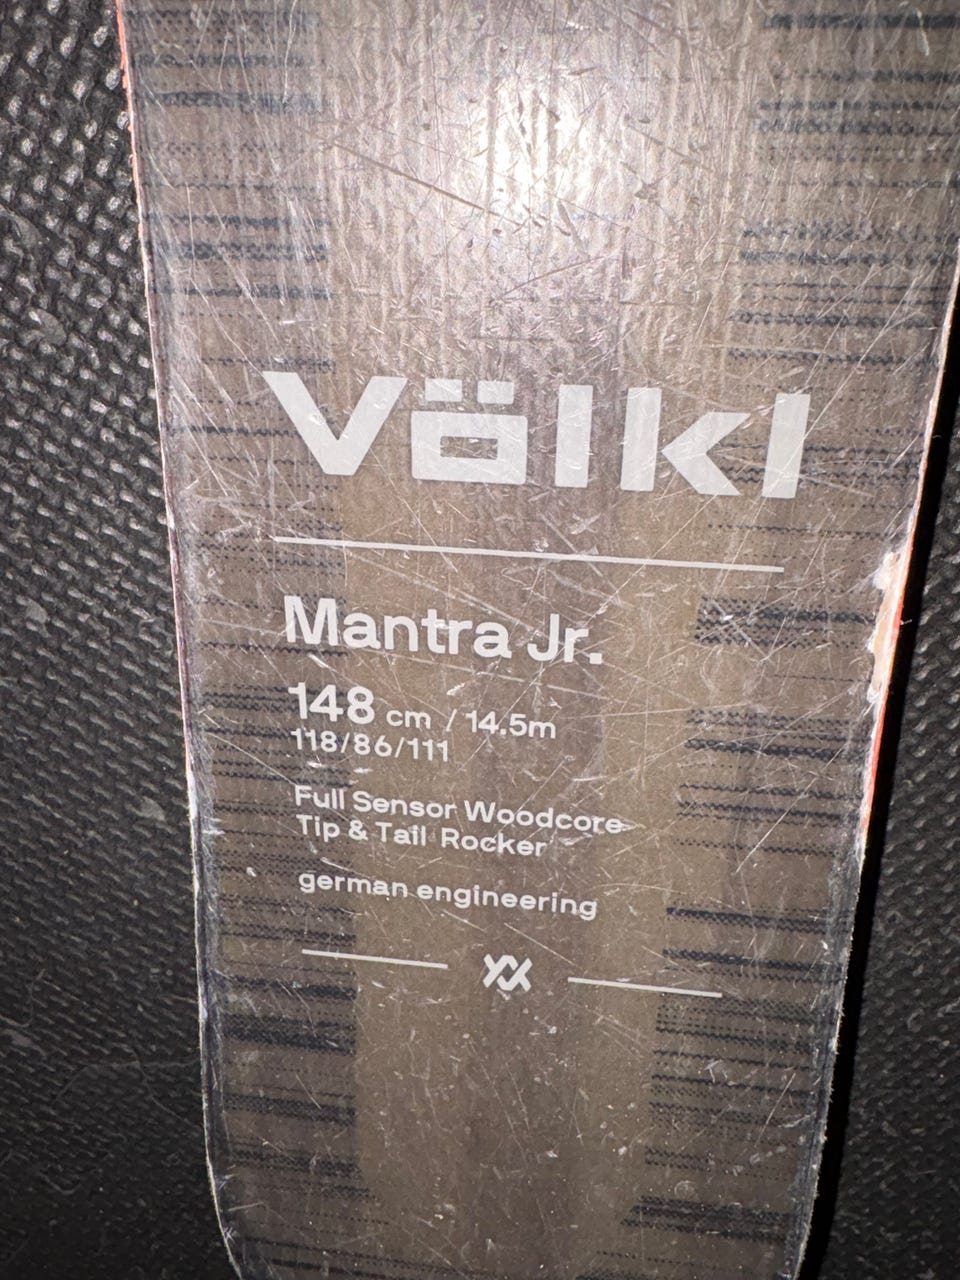 Völkl
Mantra Jr.
148 cm / 14.5m
118/86/111
Full Sensor Woodcore
Tip & Tail Rocker
german engineering